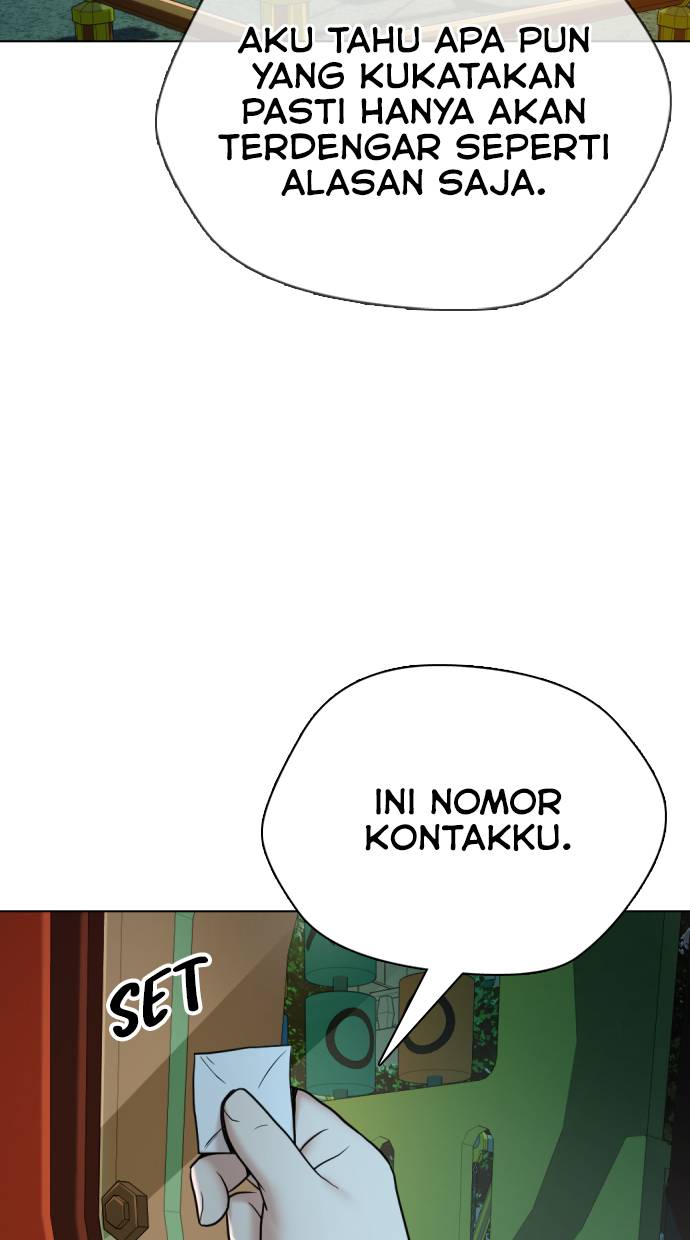 AKU TAHU APA PUN
YANG KUKATAKAN
PASTI HANYA AKAN
TERDENGAR SEPERTI
ALASAN SAJA.
INI NOMOR
KONTAKKU.
SET